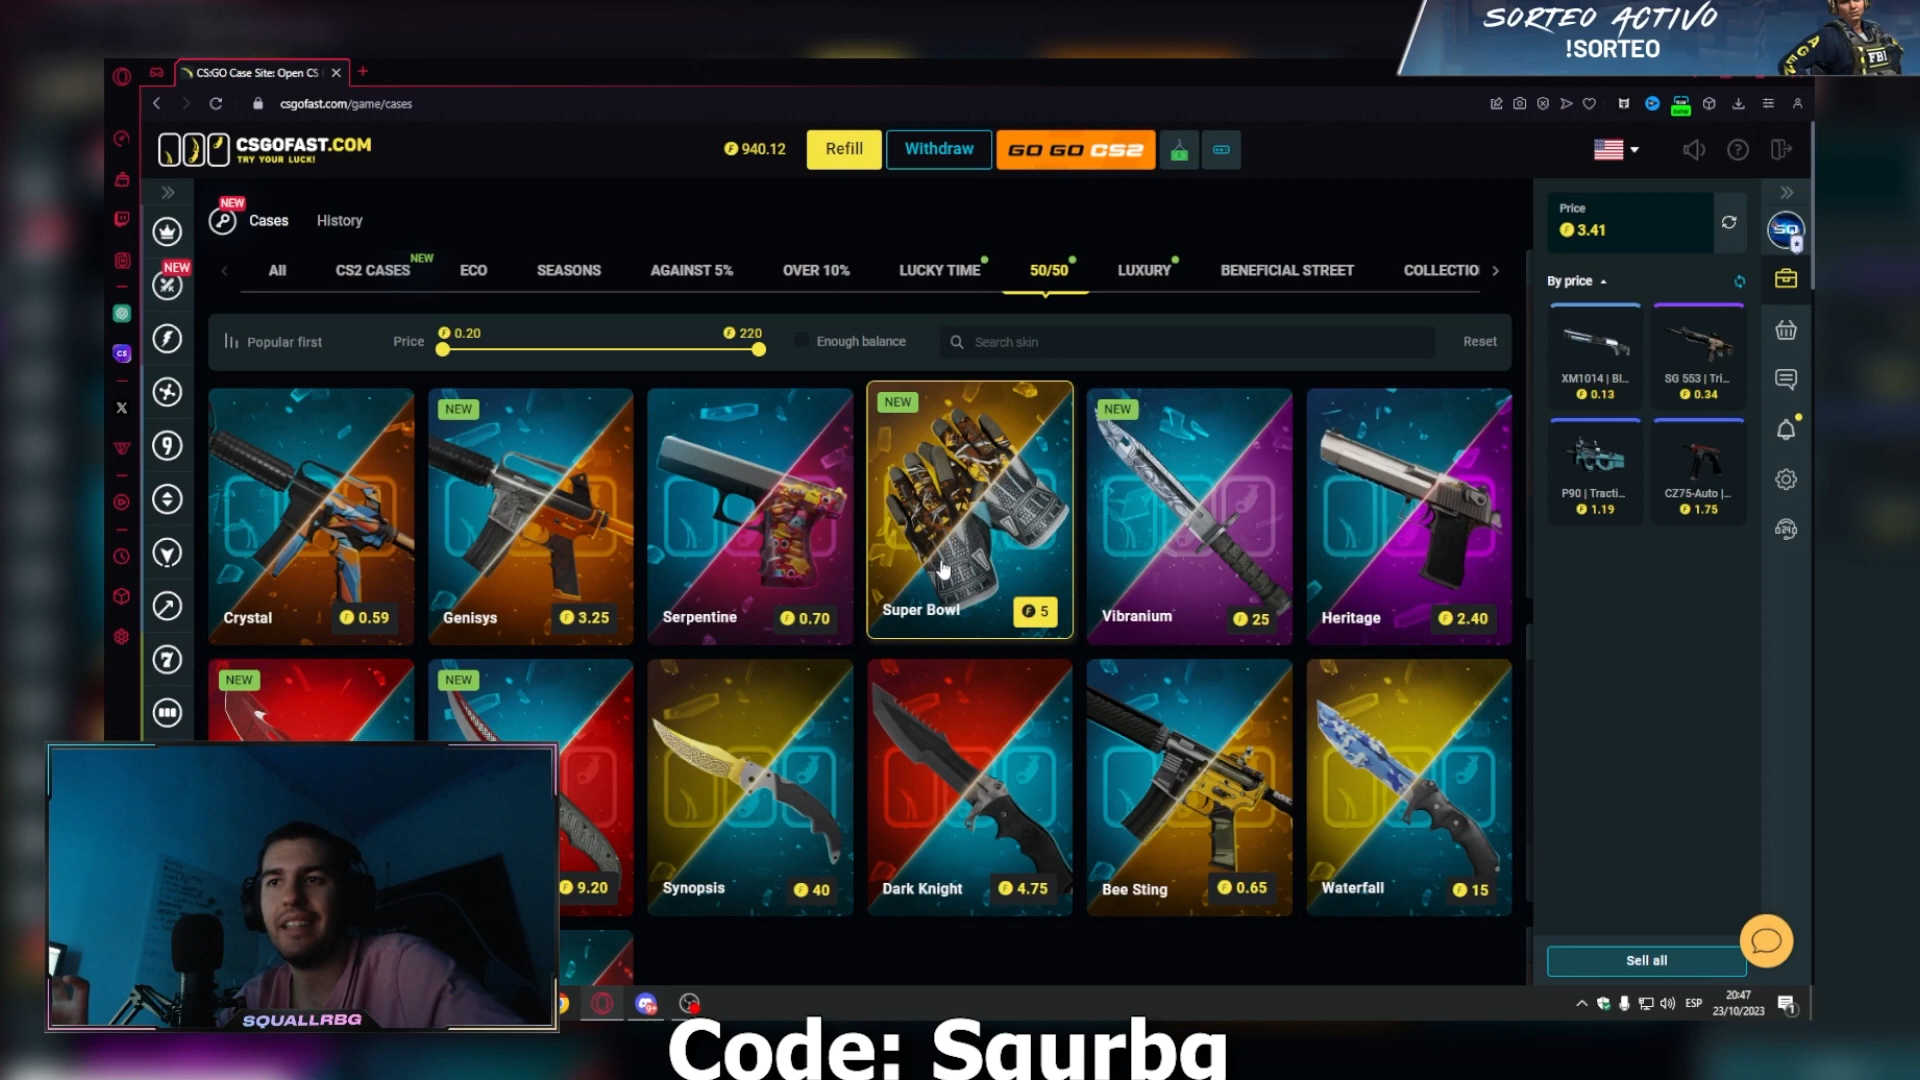 SORTEO ACTIVO
!SORTEO
CS:GO Case Site: Open CS
csgofast.com/game/cases
CSGOFAST.COM
TRY YOUR LUCK!
940.12
Refill
Withdraw
GO GO CS2
NEW
Cases
History
All
CS2 CASES
NEW
ECO
SEASONS
AGAINST 5%
OVER 10%
LUCKY TIME
50/50
LUXURY
BENEFICIAL STREET
COLLECTIO
NEW
Popular first
Price
0.20
220
Enough balance
Search skin
Reset
Crystal
0.59
NEW
Genisys
3.25
Serpentine
0.70
NEW
Super Bowl
5
NEW
Vibranium
25
Heritage
2.40
NEW
NEW
9.20
Synopsis
40
Dark Knight
4.75
Bee Sting
0.65
Waterfall
15
Price
3.41
By price
XM1014 | Bl...
0.13
SG 553 | Tri...
0.34
P90 | Tracti...
1.19
CZ75-Auto |...
1.75
Sell all
SQ
FBI
SQUALLRBG
ESP
20:47
23/10/2023
Code: Squrbg